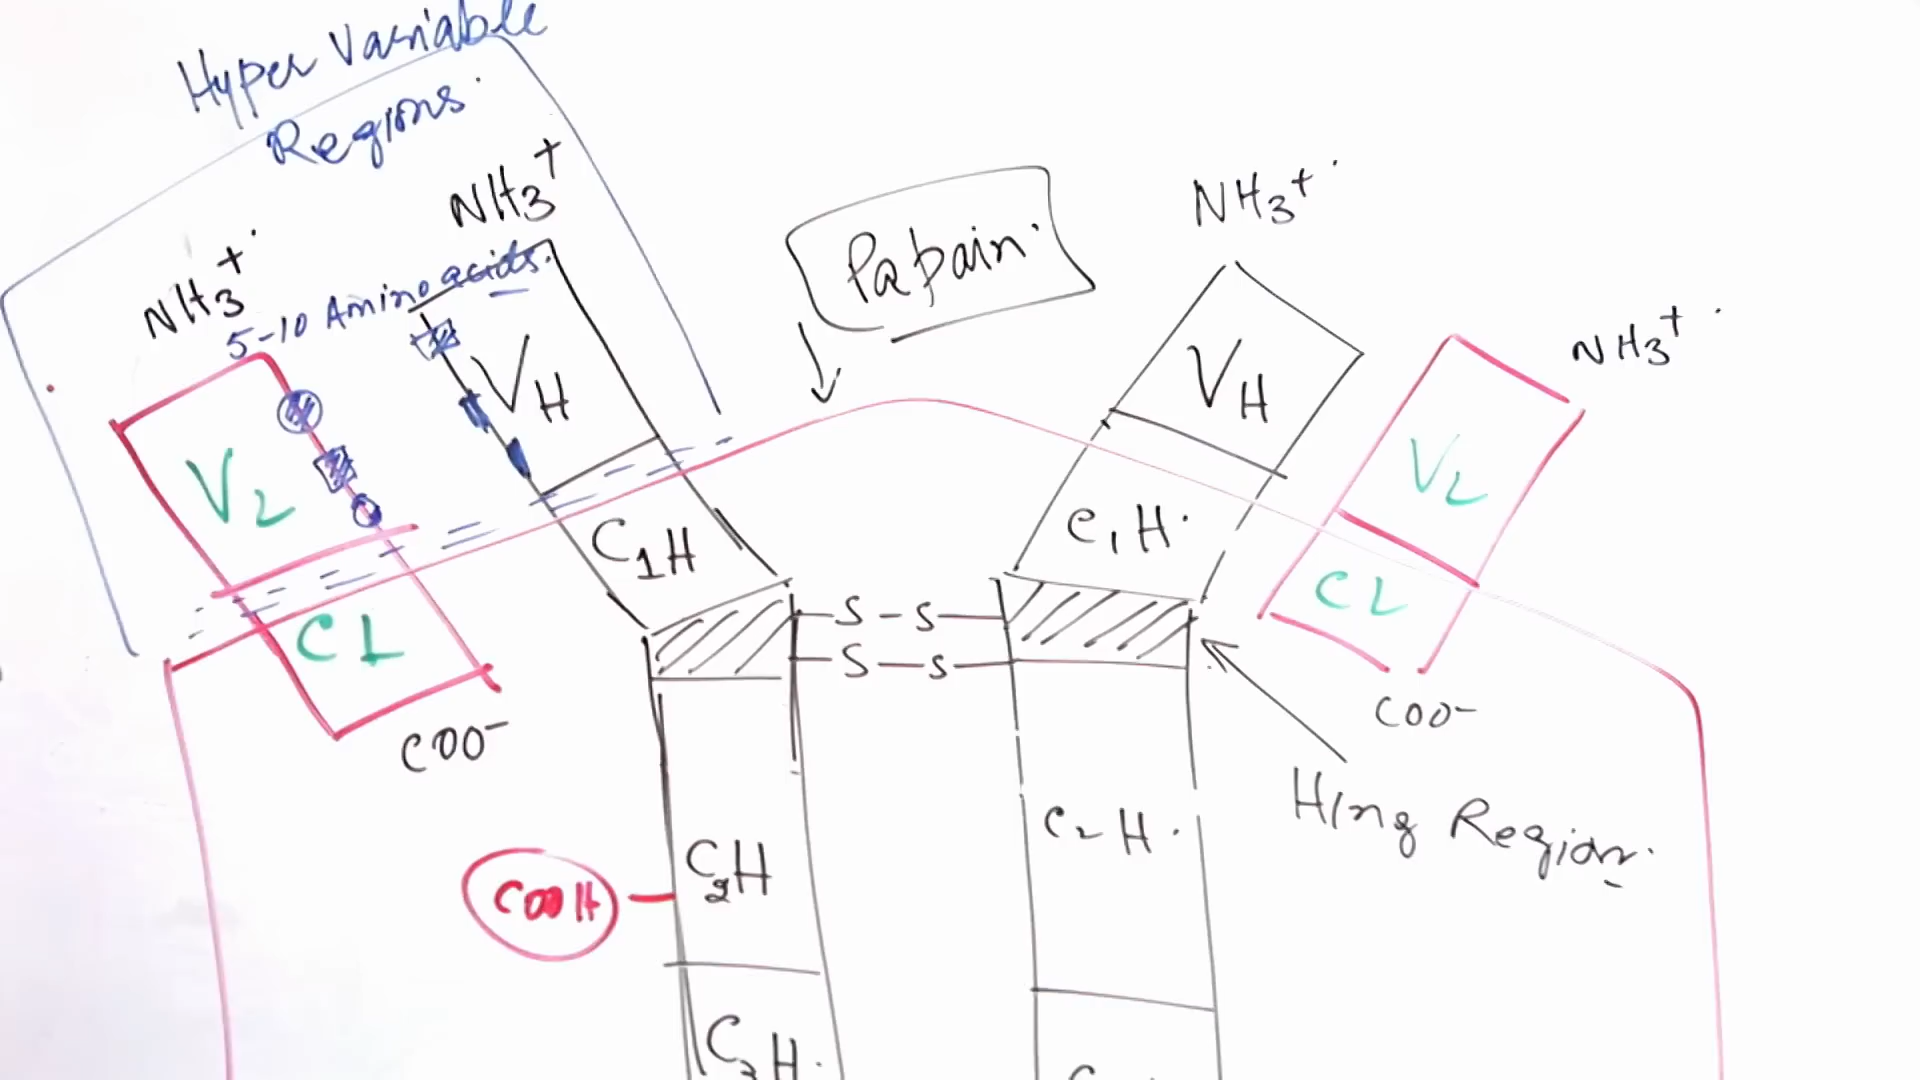 Hyper Variable
Regions.
NH3+
NH3+
5-10 Amino acids.
VH
VL
C1H
CL
COO-
Papain.
NH3+
NH3+
VH
VL
C1H.
CL
COO-
S-S
S-S
Hing Region.
C2H
C2H.
COOH
C3H.